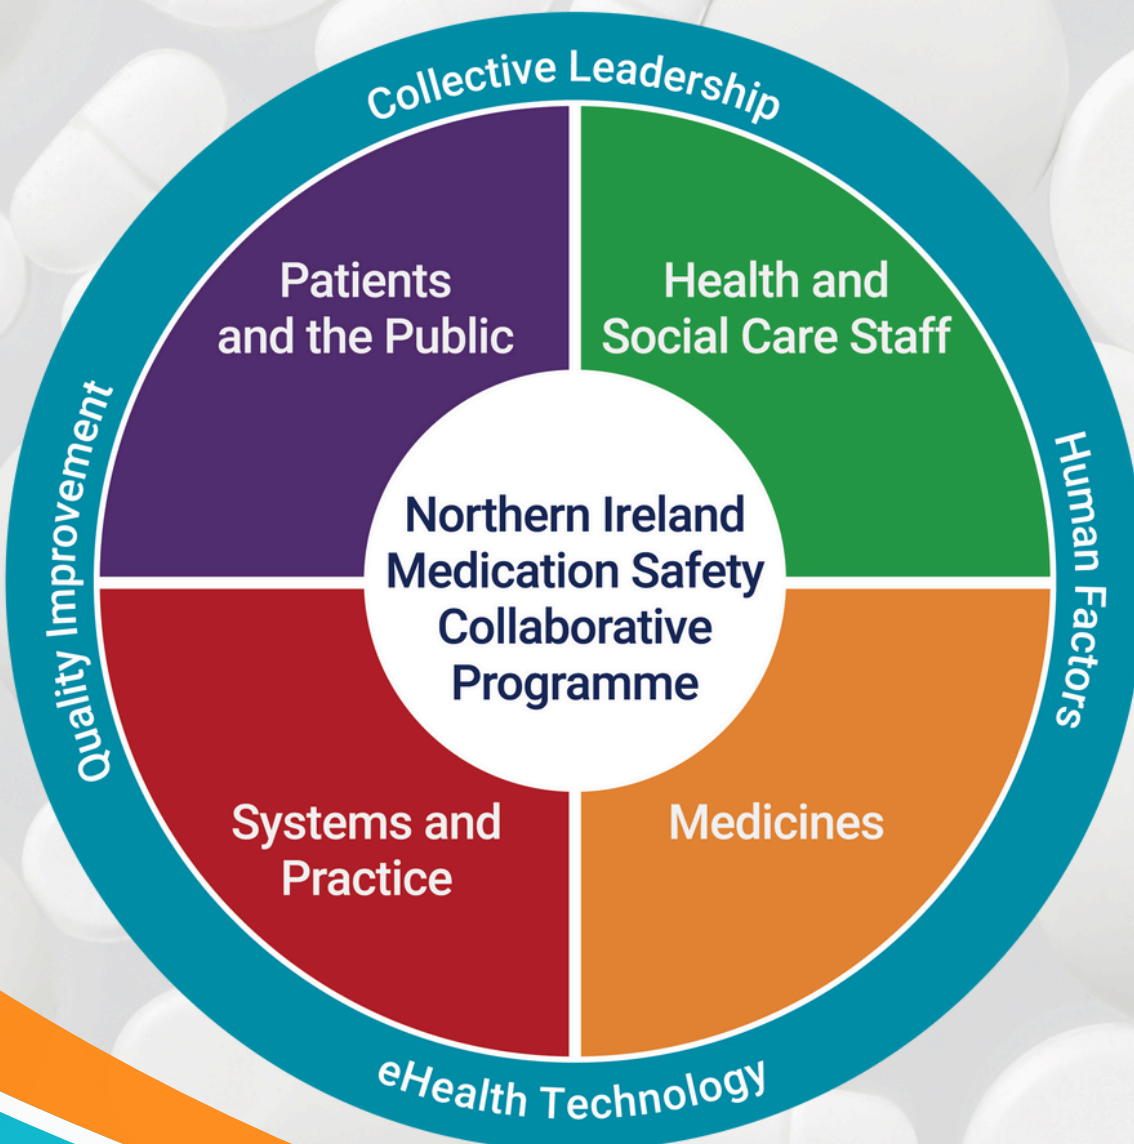 Collective Leadership
Patients
and the Public
Health and
Social Care Staff
Quality Improvement
Northern Ireland
Medication Safety
Collaborative
Programme
Human Factors
Systems and
Practice
Medicines
eHealth Technology